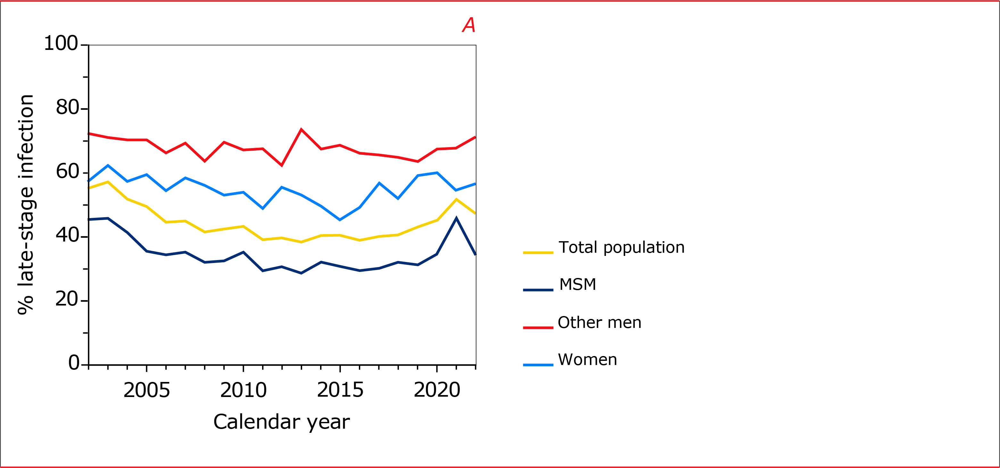 A
100
80
60
40
20
0
% late-stage infection
2005 2010 2015 2020
Calendar year
Total population
MSM
Other men
Women